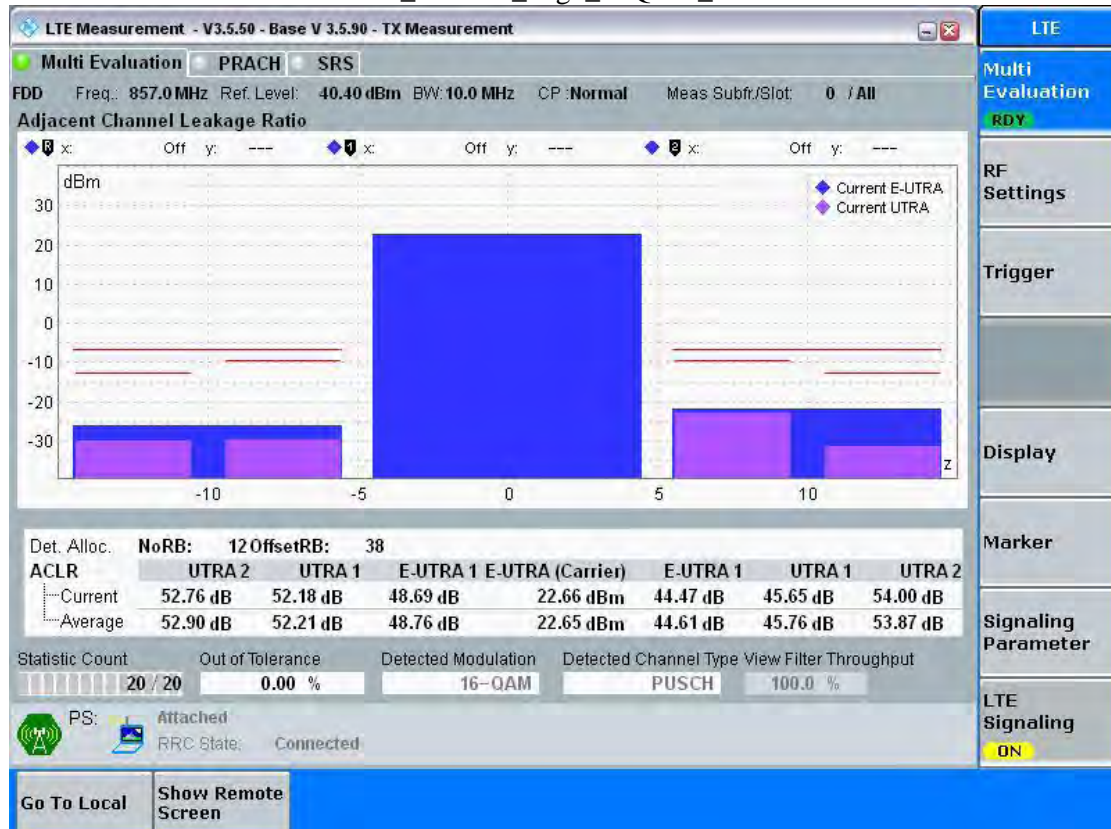 LTE Measurement - V3.5.50 - Base V 3.5.90 - TX Measurement
LTE
Multi Evaluation PRACH SRS
FDD Freq.: 857.0 MHz Ref. Level: 40.40 dBm BW: 10.0 MHz CP :Normal Meas Subfr./Slot: 0 / All
Adjacent Channel Leakage Ratio
R x: Off y: --- 1 x: Off y: --- 2 x: Off y: ---
dBm
Current E-UTRA
Current UTRA
30
20
10
0
-10
-20
-30
z
-10 -5 0 5 10
Det. Alloc. NoRB: 12 OffsetRB: 38
ACLR UTRA 2 UTRA 1 E-UTRA 1 E-UTRA (Carrier) E-UTRA 1 UTRA 1 UTRA 2
Current 52.76 dB 52.18 dB 48.69 dB 22.66 dBm 44.47 dB 45.65 dB 54.00 dB
Average 52.90 dB 52.21 dB 48.76 dB 22.65 dBm 44.61 dB 45.76 dB 53.87 dB
Statistic Count Out of Tolerance Detected Modulation Detected Channel Type View Filter Throughput
20 / 20 0.00 % 16-QAM PUSCH 100.0 %
PS: Attached
RRC State: Connected
Go To Local
Show Remote Screen
Multi Evaluation
RDY
RF Settings
Trigger
Display
Marker
Signaling Parameter
LTE Signaling
ON